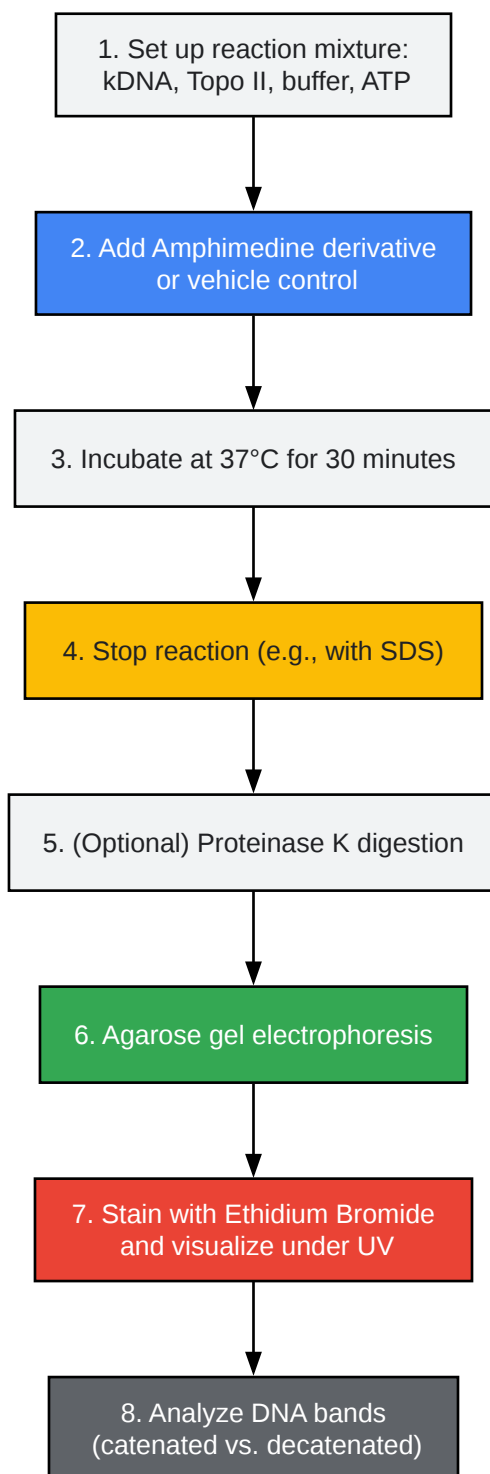 1. Set up reaction mixture:
kDNA, Topo II, buffer, ATP
2. Add Amphimedine derivative
or vehicle control
3. Incubate at 37°C for 30 minutes
4. Stop reaction (e.g., with SDS)
5. (Optional) Proteinase K digestion
6. Agarose gel electrophoresis
7. Stain with Ethidium Bromide
and visualize under UV
8. Analyze DNA bands
(catenated vs. decatenated)